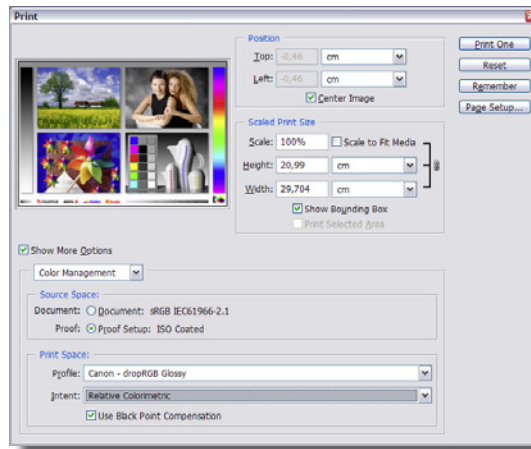 Print
Position
Top: -0,46 cm
Left: -0,46 cm
Center Image
Scaled Print Size
Scale: 100% Scale to Fit Media
Height: 20,99 cm
Width: 29,704 cm
Show Bounding Box
Print Selected Area
Print One
Reset
Remember
Page Setup...
Show More Options
Color Management
Source Space:
Document: Document: sRGB IEC61966-2.1
Proof: Proof Setup: ISO Coated
Print Space:
Profile: Canon - dropRGB Glossy
Intent: Relative Colorimetric
Use Black Point Compensation